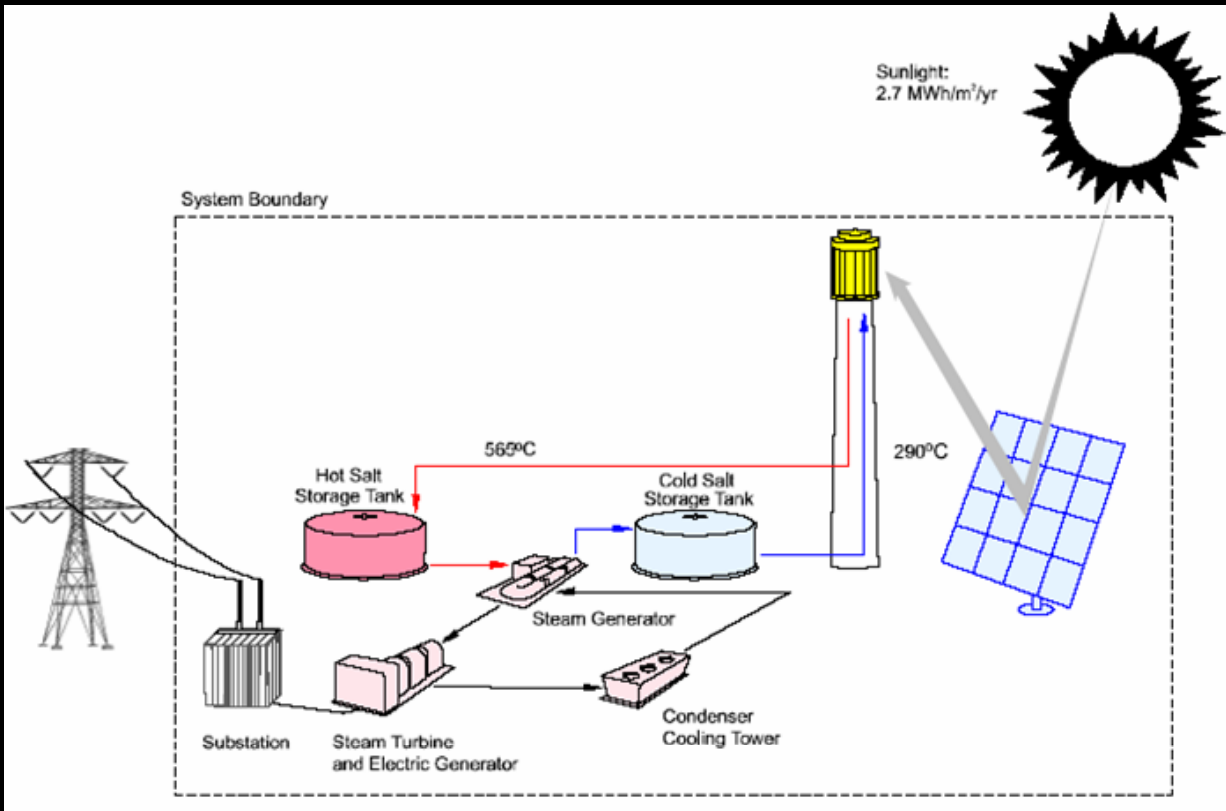 Sunlight:
2.7 MWh/m²/yr
System Boundary
565ºC
290ºC
Hot Salt
Storage Tank
Cold Salt
Storage Tank
Steam Generator
Substation
Steam Turbine
and Electric Generator
Condenser
Cooling Tower